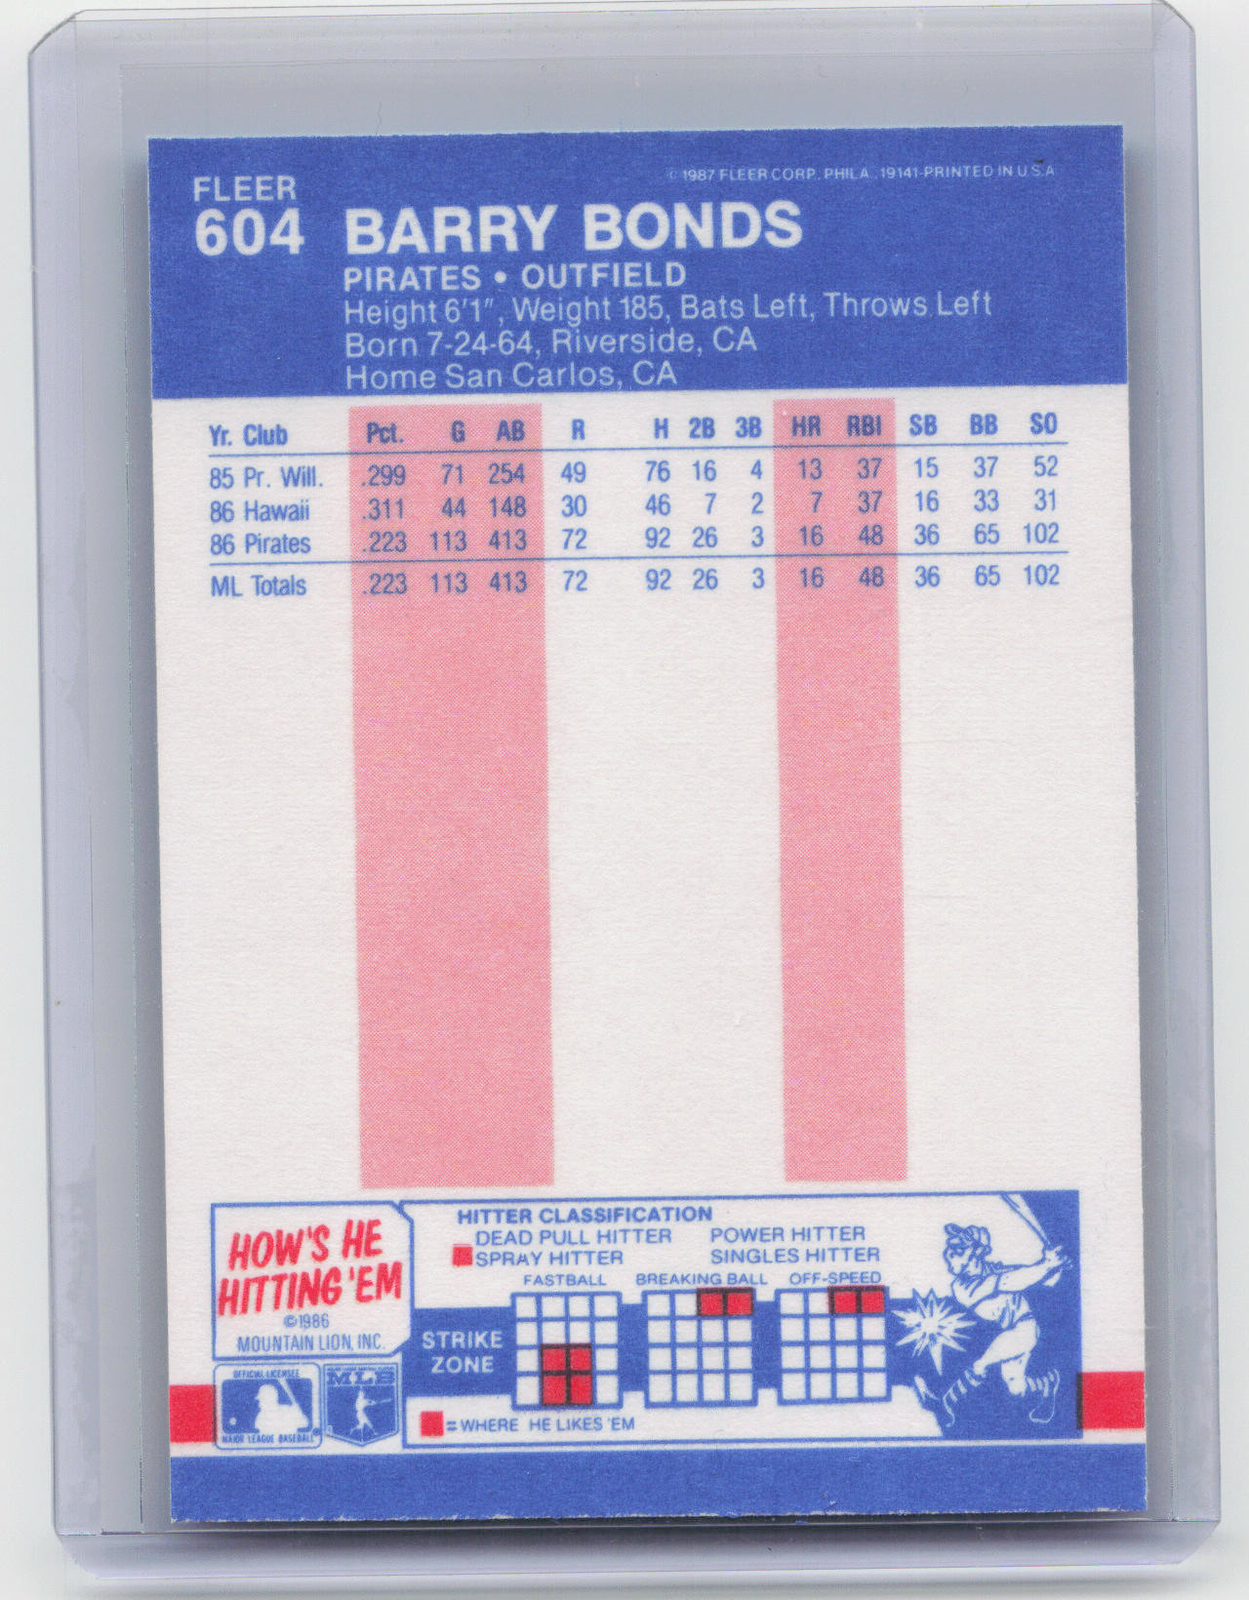 © 1987 FLEER CORP. PHILA., 19141-PRINTED IN U S A
FLEER
604 BARRY BONDS
PIRATES • OUTFIELD
Height 6'1", Weight 185, Bats Left, Throws Left
Born 7-24-64, Riverside, CA
Home San Carlos, CA
Yr. Club Pct. G AB R H 2B 3B HR RBI SB BB SO
85 Pr. Will. .299 71 254 49 76 16 4 13 37 15 37 52
86 Hawaii .311 44 148 30 46 7 2 7 37 16 33 31
86 Pirates .223 113 413 72 92 26 3 16 48 36 65 102
ML Totals .223 113 413 72 92 26 3 16 48 36 65 102
HOW'S HE
HITTING 'EM
©1986
MOUNTAIN LION, INC.
HITTER CLASSIFICATION
DEAD PULL HITTER POWER HITTER
SPRAY HITTER SINGLES HITTER
FASTBALL BREAKING BALL OFF-SPEED
STRIKE
ZONE
=WHERE HE LIKES 'EM
OFFICIAL LICENSEE
MAJOR LEAGUE BASEBALL
MLB